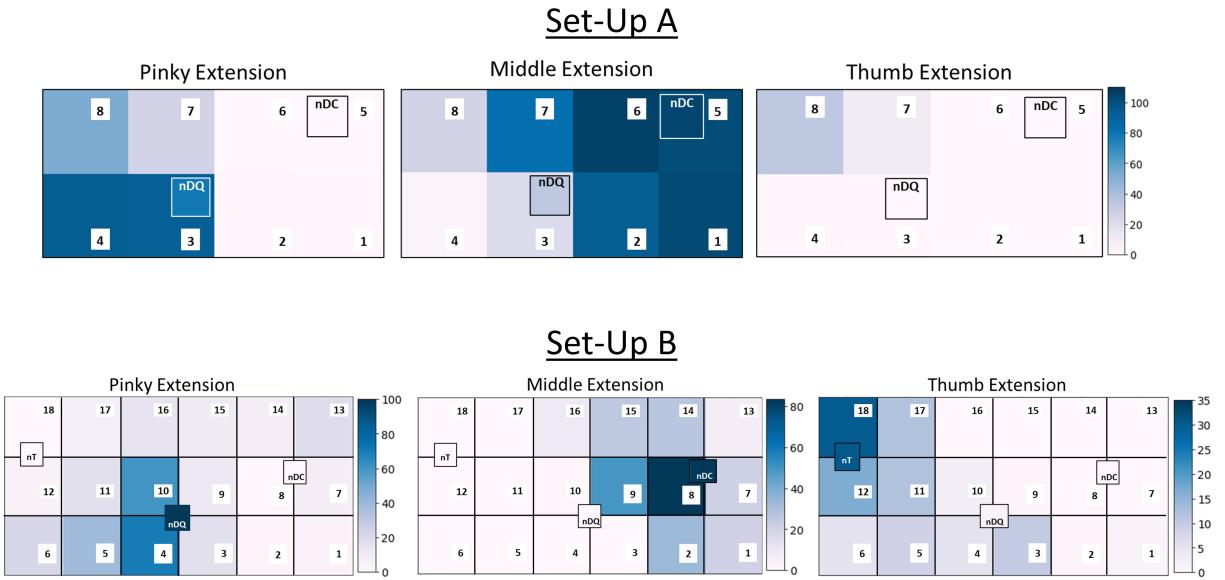 Set-Up A
Pinky Extension
Middle Extension
Thumb Extension
8 7 6 nDC 5
nDQ
4 3 2 1
8 7 6 nDC 5
nDQ
4 3 2 1
8 7 6 nDC 5
nDQ
4 3 2 1
100
80
60
40
20
0
Set-Up B
Pinky Extension
Middle Extension
Thumb Extension
18 17 16 15 14 13
nT
nDC
12 11 10 9 8 7
nDQ
6 5 4 3 2 1
100
80
60
40
20
0
18 17 16 15 14 13
nT
nDC
12 11 10 9 8 7
nDQ
6 5 4 3 2 1
80
60
40
20
0
18 17 16 15 14 13
nT
nDC
12 11 10 9 8 7
nDQ
6 5 4 3 2 1
35
30
25
20
15
10
5
0